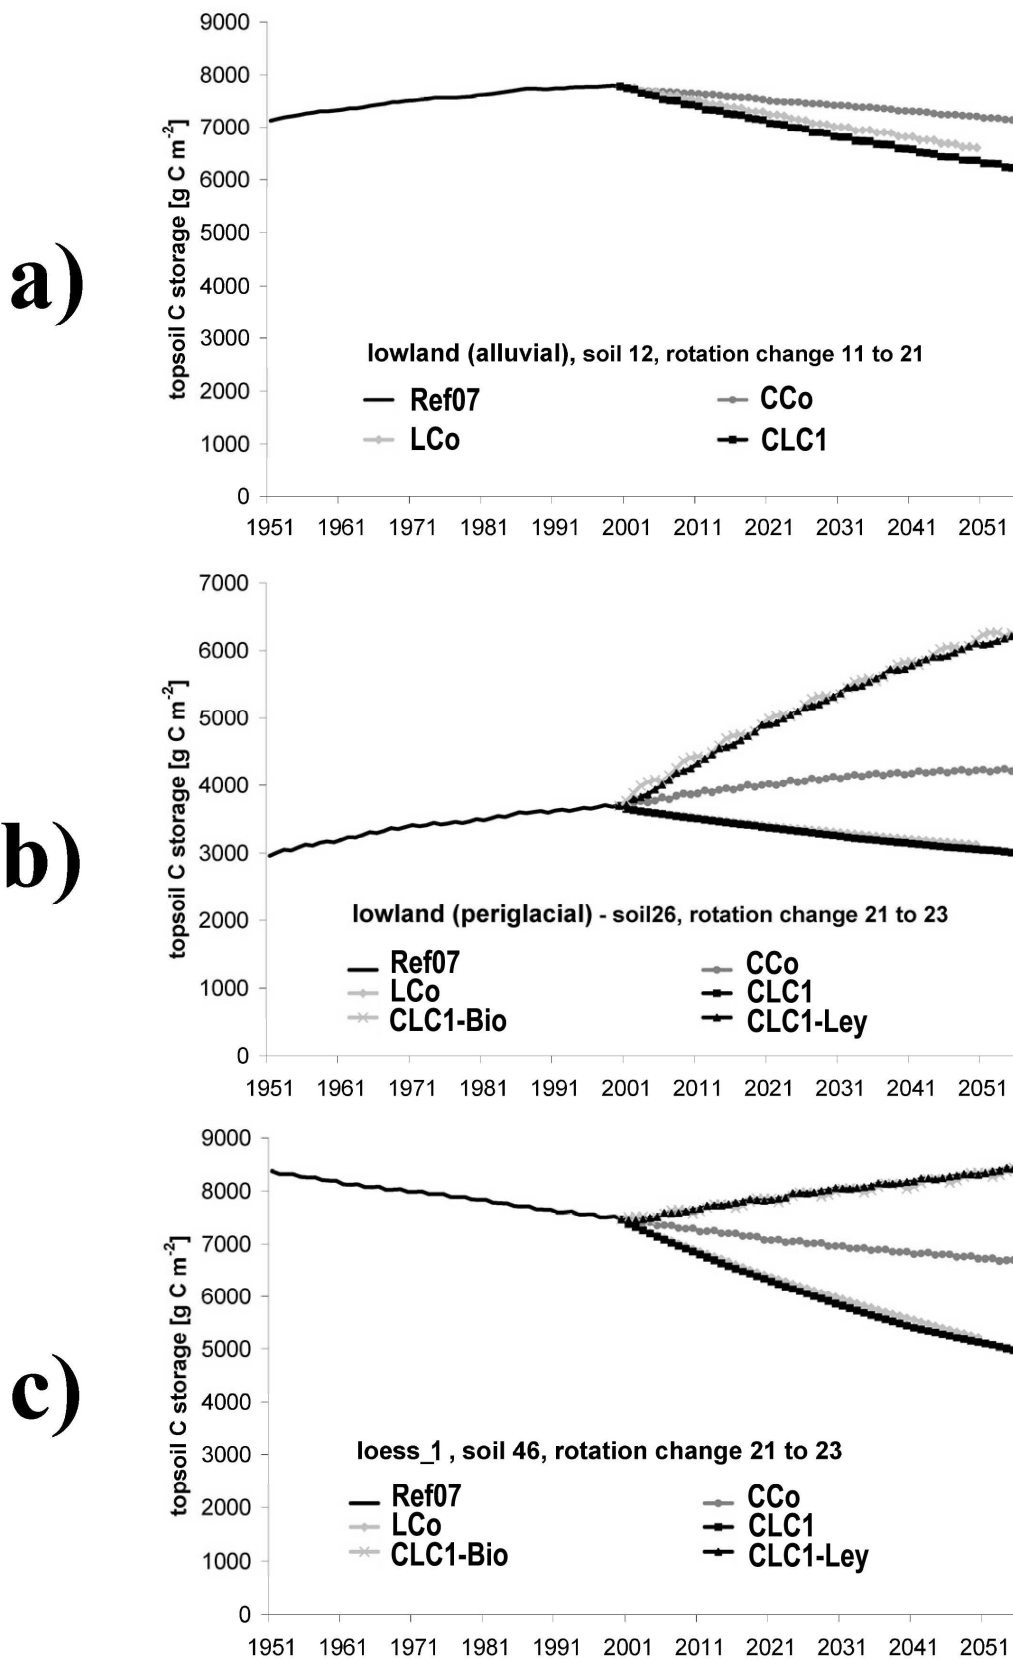 a)
topsoil C storage [g C m-2]
9000
8000
7000
6000
5000
4000
3000
2000
1000
0
lowland (alluvial), soil 12, rotation change 11 to 21
Ref07 CCo
LCo CLC1
1951 1961 1971 1981 1991 2001 2011 2021 2031 2041 2051
b)
topsoil C storage [g C m-2]
7000
6000
5000
4000
3000
2000
1000
0
lowland (periglacial) - soil26, rotation change 21 to 23
Ref07 CCo
LCo CLC1
CLC1-Bio CLC1-Ley
1951 1961 1971 1981 1991 2001 2011 2021 2031 2041 2051
c)
topsoil C storage [g C m-2]
9000
8000
7000
6000
5000
4000
3000
2000
1000
0
loess_1 , soil 46, rotation change 21 to 23
Ref07 CCo
LCo CLC1
CLC1-Bio CLC1-Ley
1951 1961 1971 1981 1991 2001 2011 2021 2031 2041 2051